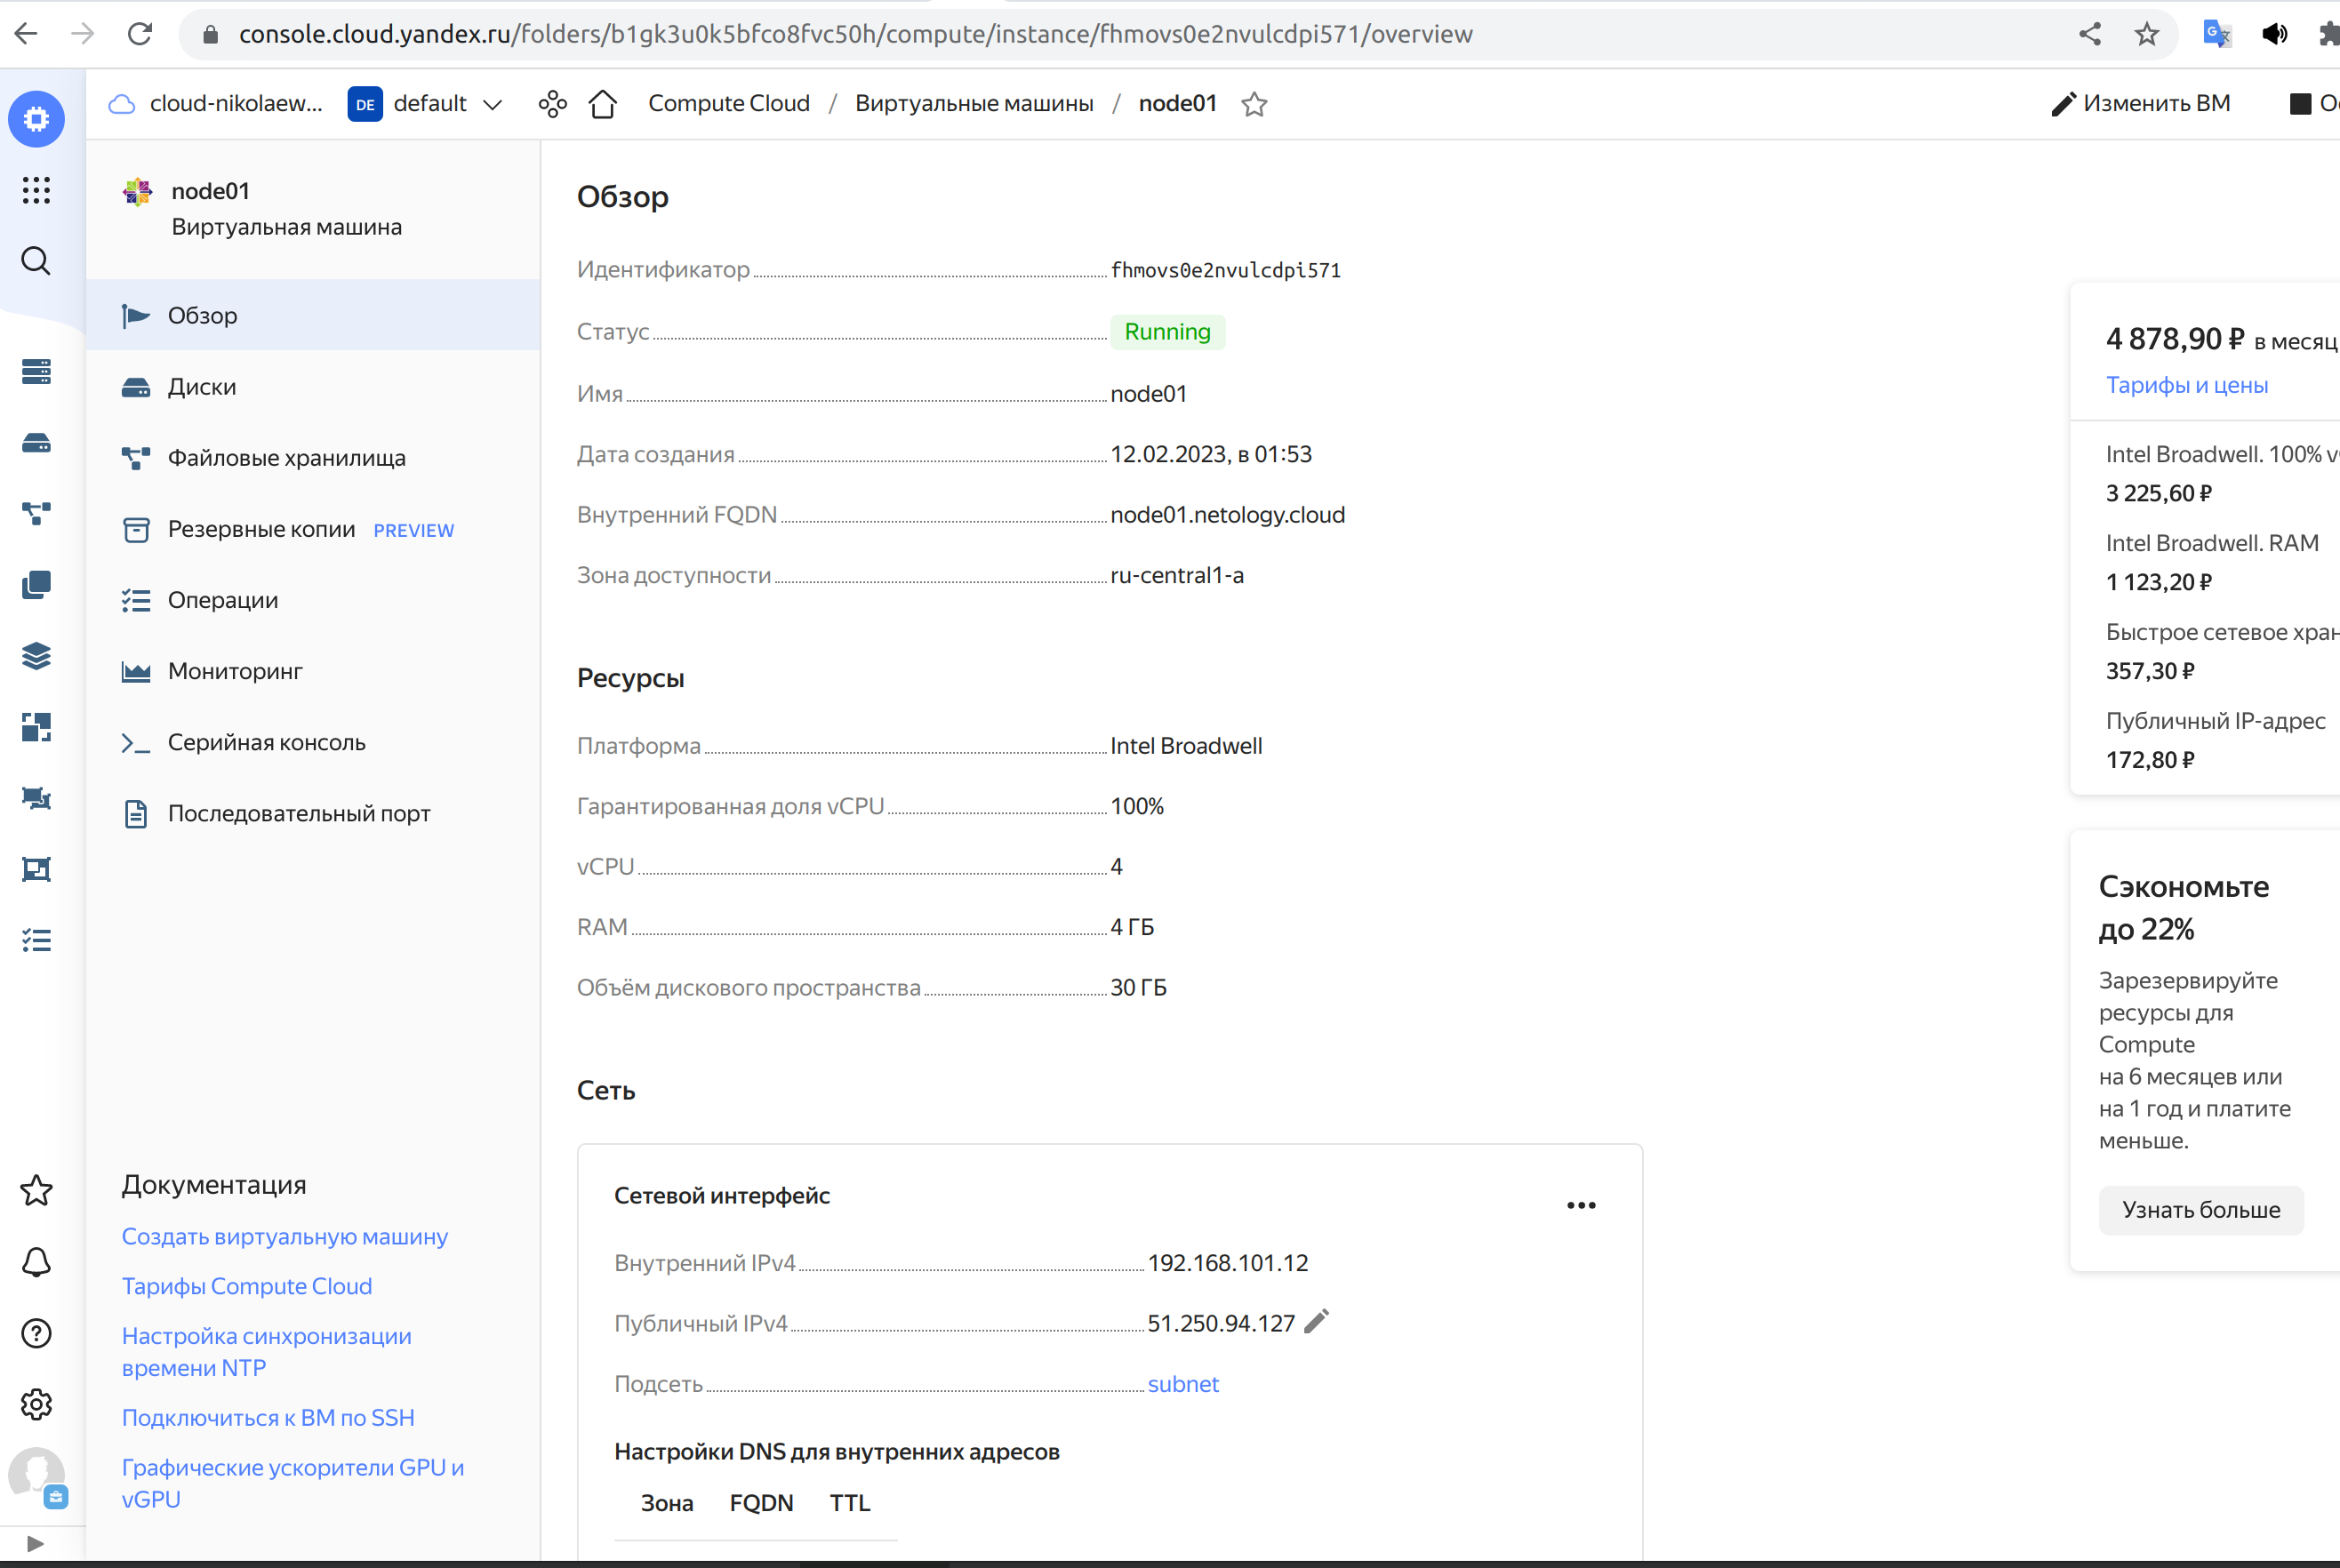 console.cloud.yandex.ru/folders/b1gk3u0k5bfco8fvc50h/compute/instance/fhmovs0e2nvulcdpi571/overview
cloud-nikolaew... DE default Compute Cloud / Виртуальные машины / node01 Изменить ВМ
node01
Виртуальная машина
Обзор
Диски
Файловые хранилища
Резервные копии PREVIEW
Операции
Мониторинг
Серийная консоль
Последовательный порт
Документация
Создать виртуальную машину
Тарифы Compute Cloud
Настройка синхронизации
времени NTP
Подключиться к ВМ по SSH
Графические ускорители GPU и
vGPU
Обзор
Идентификатор fhmovs0e2nvulcdpi571
Статус Running
Имя node01
Дата создания 12.02.2023, в 01:53
Внутренний FQDN node01.netology.cloud
Зона доступности ru-central1-a
Ресурсы
Платформа Intel Broadwell
Гарантированная доля vCPU 100%
vCPU 4
RAM 4 ГБ
Объём дискового пространства 30 ГБ
Сеть
Сетевой интерфейс
Внутренний IPv4 192.168.101.12
Публичный IPv4 51.250.94.127
Подсеть subnet
Настройки DNS для внутренних адресов
Зона FQDN TTL
4 878,90 ₽ в месяц
Тарифы и цены
Intel Broadwell. 100%
3 225,60 ₽
Intel Broadwell. RAM
1 123,20 ₽
Быстрое сетевое
357,30 ₽
Публичный IP-адрес
172,80 ₽
Сэкономьте
до 22%
Зарезервируйте
ресурсы для
Compute
на 6 месяцев или
на 1 год и платите
меньше.
Узнать больше